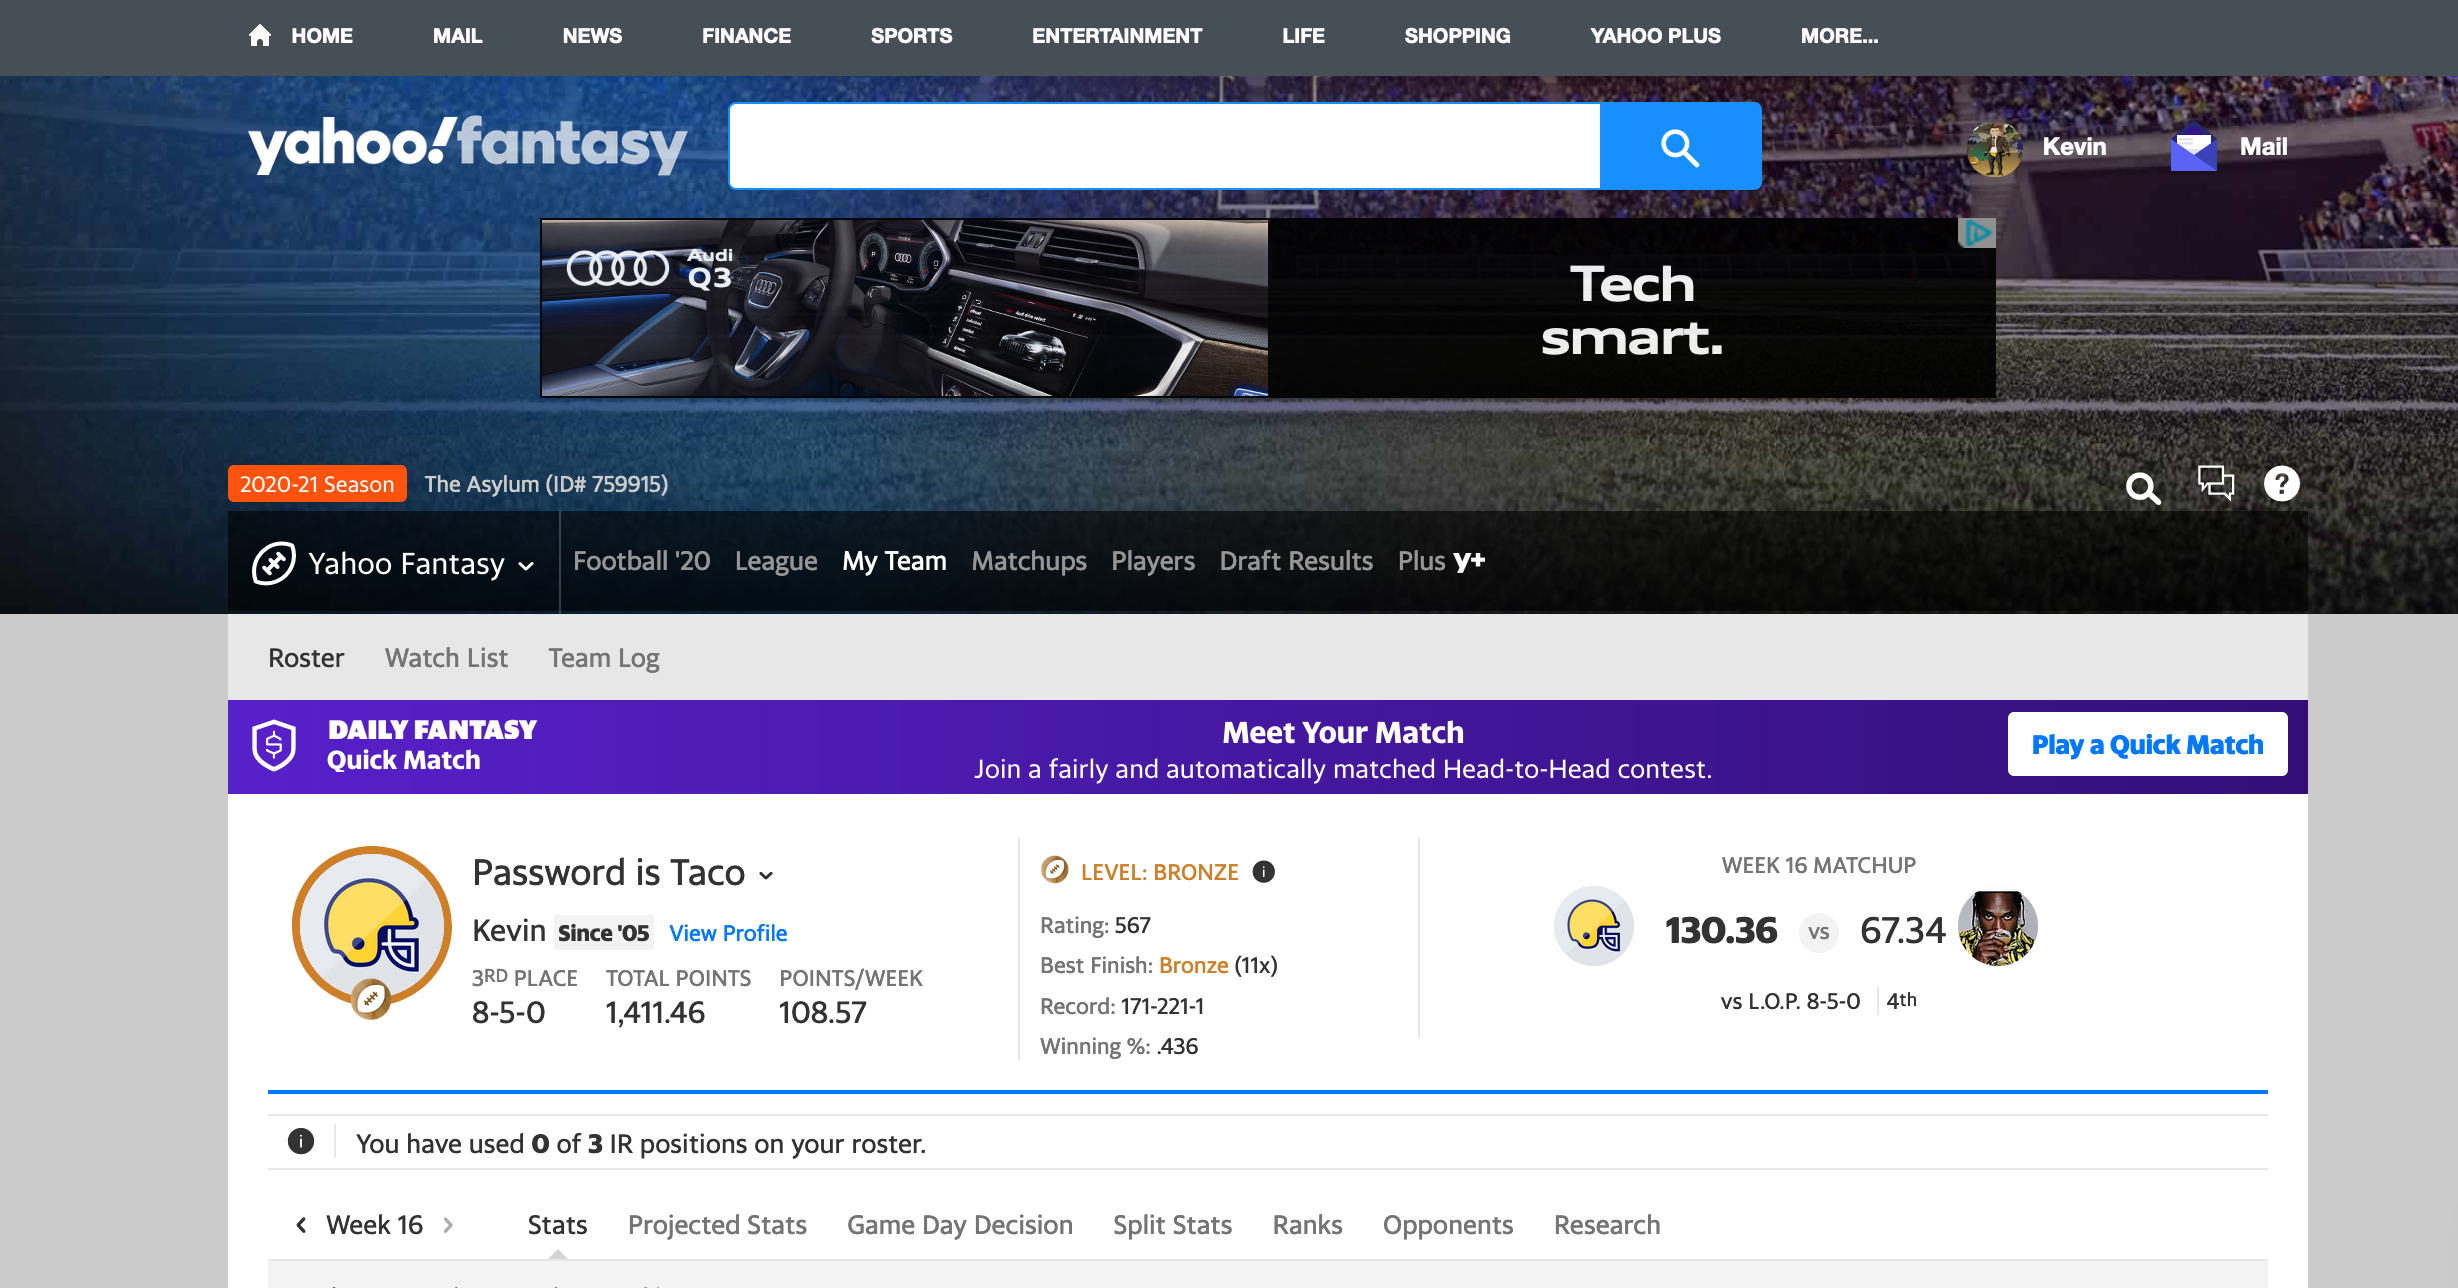 HOME MAIL NEWS FINANCE SPORTS ENTERTAINMENT LIFE SHOPPING YAHOO PLUS MORE...
yahoo!fantasy
Kevin Mail
Audi
Q3
Tech
smart.
2020-21 Season The Asylum (ID# 759915)
Yahoo Fantasy Football '20 League My Team Matchups Players Draft Results Plus y+
Roster Watch List Team Log
DAILY FANTASY
Quick Match
Meet Your Match
Join a fairly and automatically matched Head-to-Head contest.
Play a Quick Match
Password is Taco
Kevin Since '05 View Profile
3RD PLACE TOTAL POINTS POINTS/WEEK
8-5-0 1,411.46 108.57
LEVEL: BRONZE
Rating: 567
Best Finish: Bronze (11x)
Record: 171-221-1
Winning %: .436
WEEK 16 MATCHUP
130.36 vs 67.34
vs L.O.P. 8-5-0 4th
You have used 0 of 3 IR positions on your roster.
Week 16 Stats Projected Stats Game Day Decision Split Stats Ranks Opponents Research